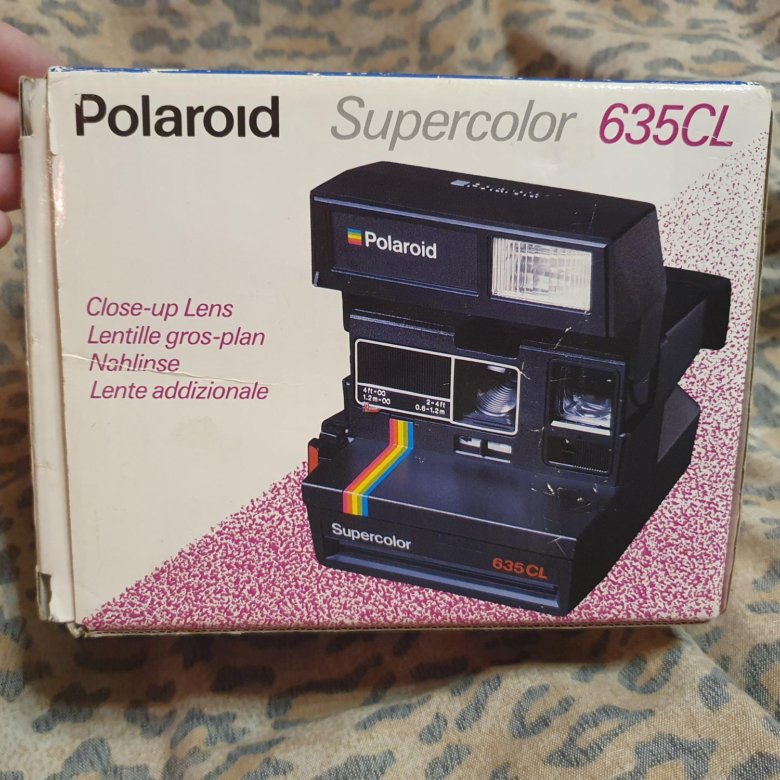 Polaroid Supercolor 635CL
Polaroid
Close-up Lens
Lentille gros-plan
Nahlinse
Lente addizionale
4ft-∞
1.2m-∞
2-4ft
0.6-1.2m
Supercolor
635CL